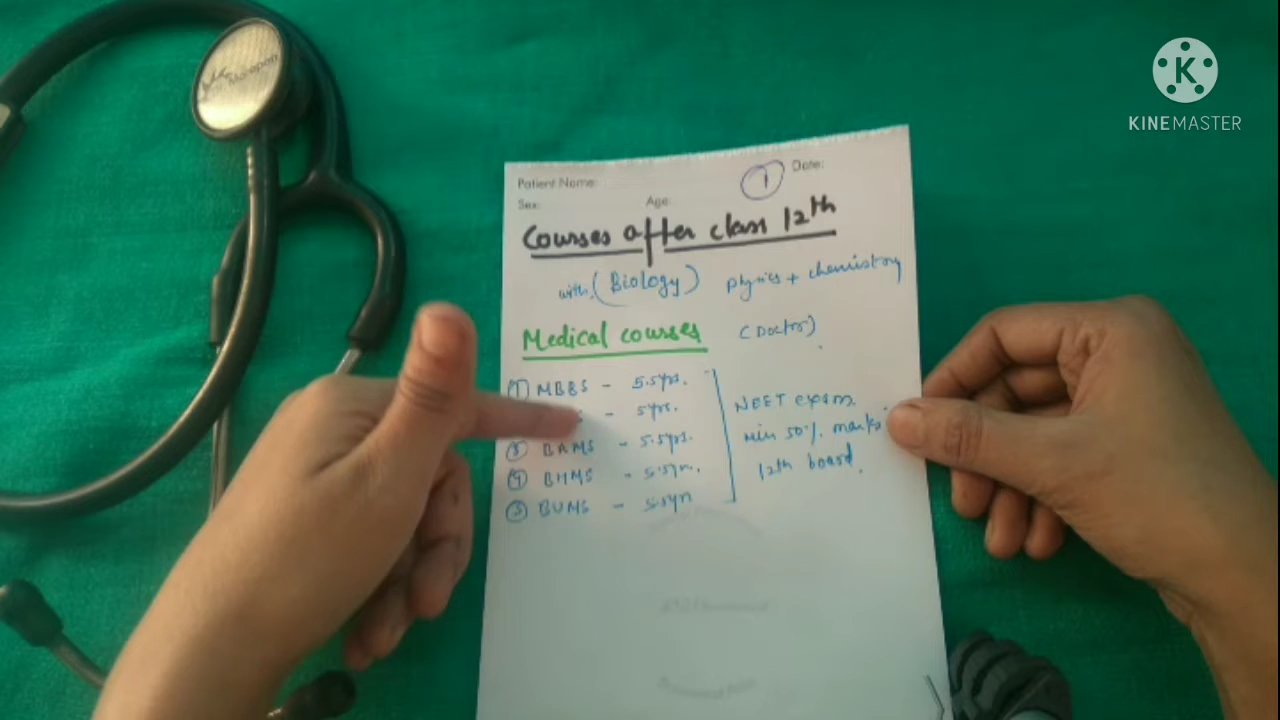 Morepen
KINEMASTER
Patient Name:
Date:
1
Sex:
Age:
Courses after class 12th
with (Biology) physics + chemistry
Medical courses (Doctor)
1 MBBS - 5.5yrs.
S - 5yrs.
3 BAMS - 5.5yrs.
4 BHMS - 5.5yrs.
5 BUMS - 5.5yrs
NEET exam
min 50% marks
12th board